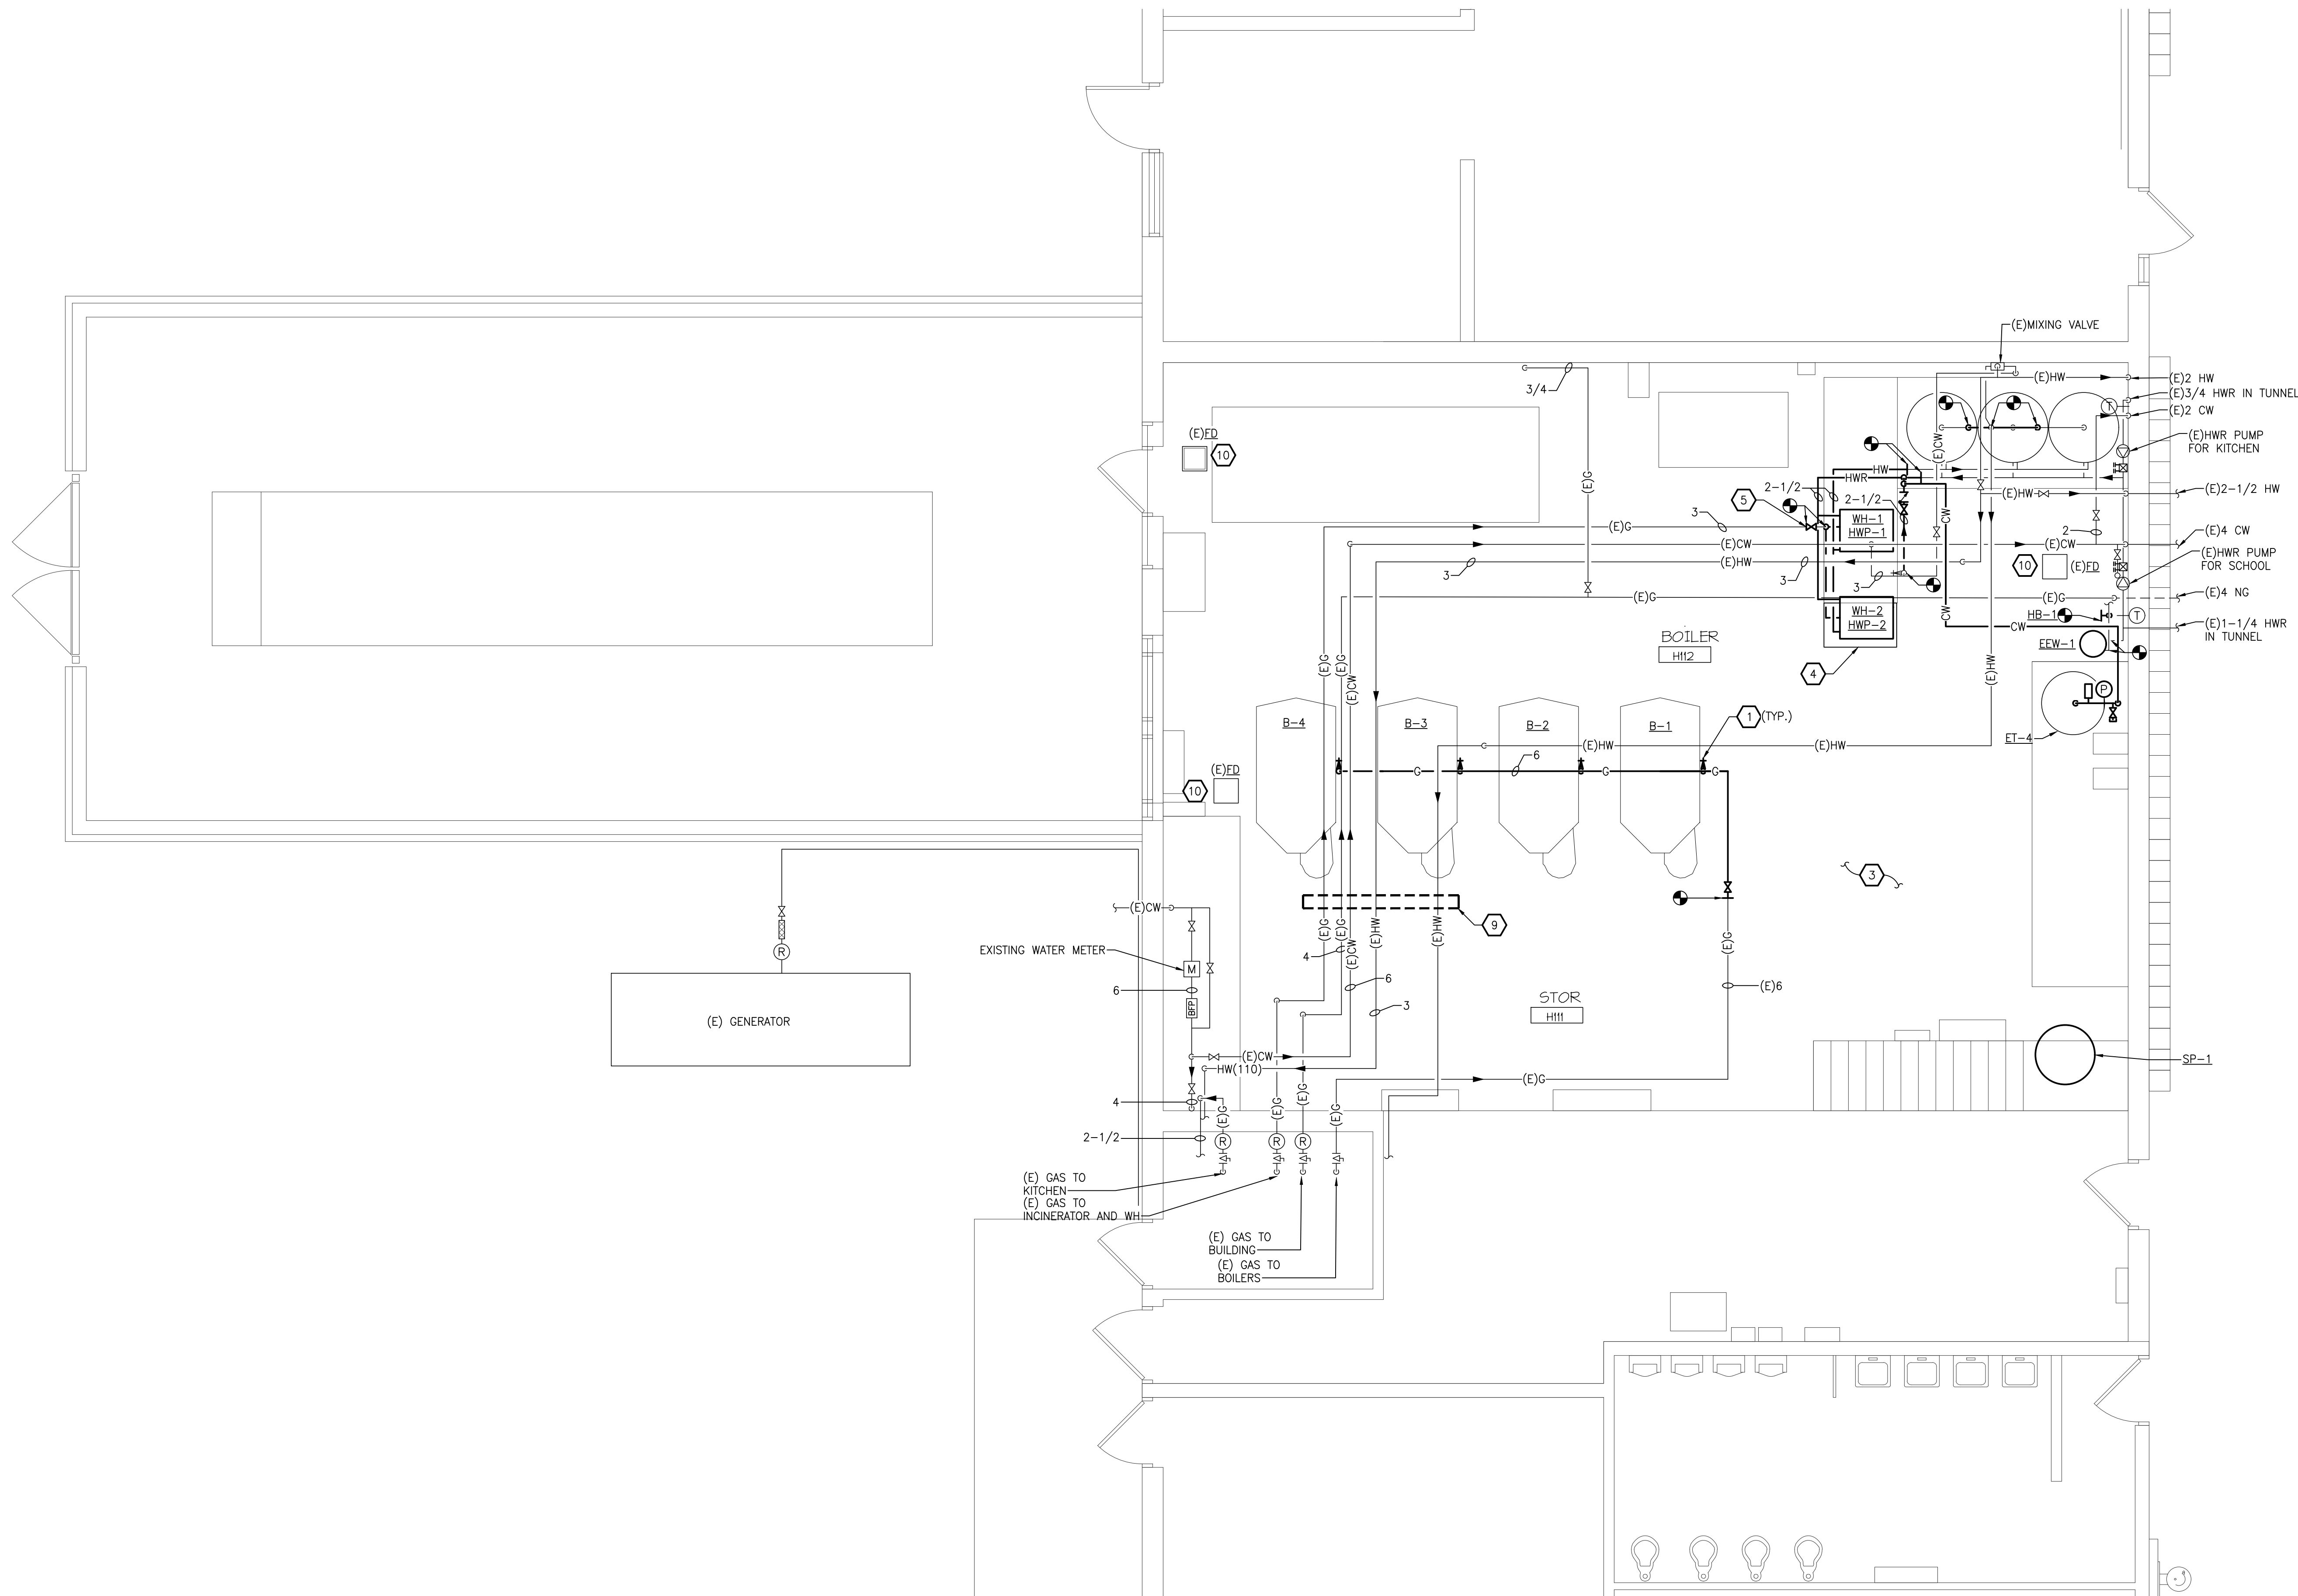 (E)MIXING VALVE
(E)HW
(E)2 HW
(E)3/4 HWR IN TUNNEL
(E)2 CW
3/4
T
(E)FD
10
(E)HWR PUMP
FOR KITCHEN
(E)CW
HW
HWR
(E)G
2-1/2
5
2-1/2
(E)HW
(E)2-1/2 HW
3
(E)G
WH-1
HWP-1
CW
2
(E)4 CW
(E)CW
(E)CW
(E)HWR PUMP
FOR SCHOOL
3
(E)HW
3
3
10
(E)FD
(E)G
(E)G
(E)4 NG
WH-2
HWP-2
CW
HB-1
T
CW
(E)1-1/4 HWR
IN TUNNEL
BOILER
H112
EEW-1
(E)G
(E)G
(E)CW
4
(E)HW
P
B-4
B-3
B-2
B-1
1
(TYP.)
ET-4
(E)HW
(E)HW
6
(E)FD
10
G
G
G
3
(E)CW
9
(E)G
(E)G
(E)CW
(E)HW
(E)HW
(E)G
EXISTING WATER METER
R
M
4
6
6
(E)6
BFP
3
STOR
H111
(E) GENERATOR
(E)CW
HW(110)
(E)G
SP-1
4
(E)G
(E)G
(E)G
(E)G
2-1/2
R
R
R
(E) GAS TO
KITCHEN
(E) GAS TO
INCINERATOR AND WH
(E) GAS TO
BUILDING
(E) GAS TO
BOILERS